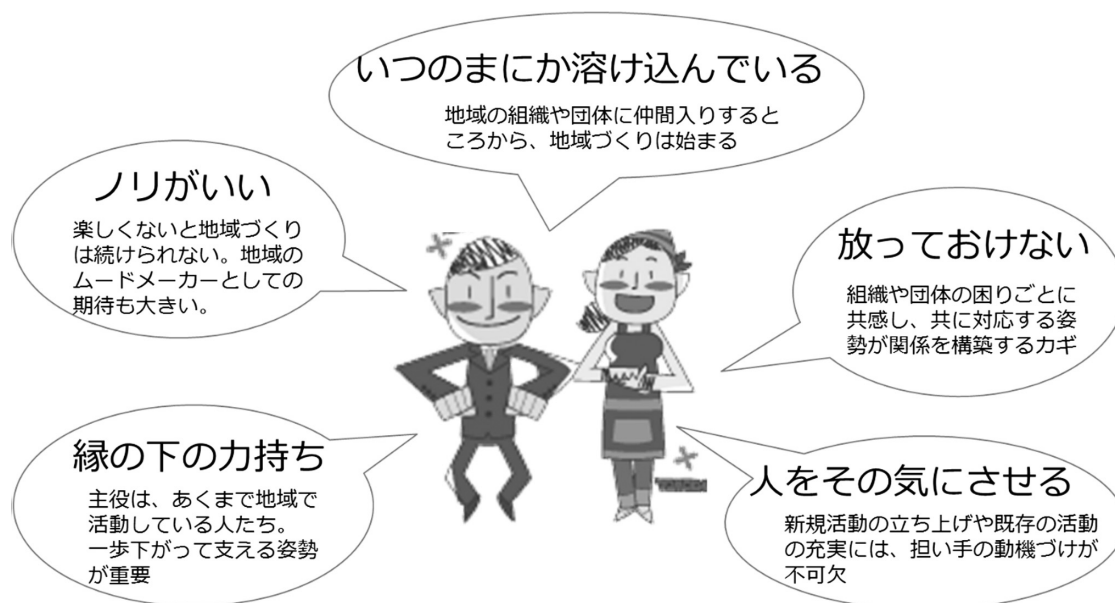 いつのまにか溶け込んでいる
地域の組織や団体に仲間入りすると
ころから、地域づくりは始まる
ノリがいい
楽しくないと地域づくり
は続けられない。地域の
ムードメーカーとしての
期待も大きい。
放っておけない
組織や団体の困りごとに
共感し、共に対応する姿
勢が関係を構築するカギ
縁の下の力持ち
主役は、あくまで地域で
活動している人たち。
一歩下がって支える姿勢
が重要
人をその気にさせる
新規活動の立ち上げや既存の活動
の充実には、担い手の動機づけが
不可欠